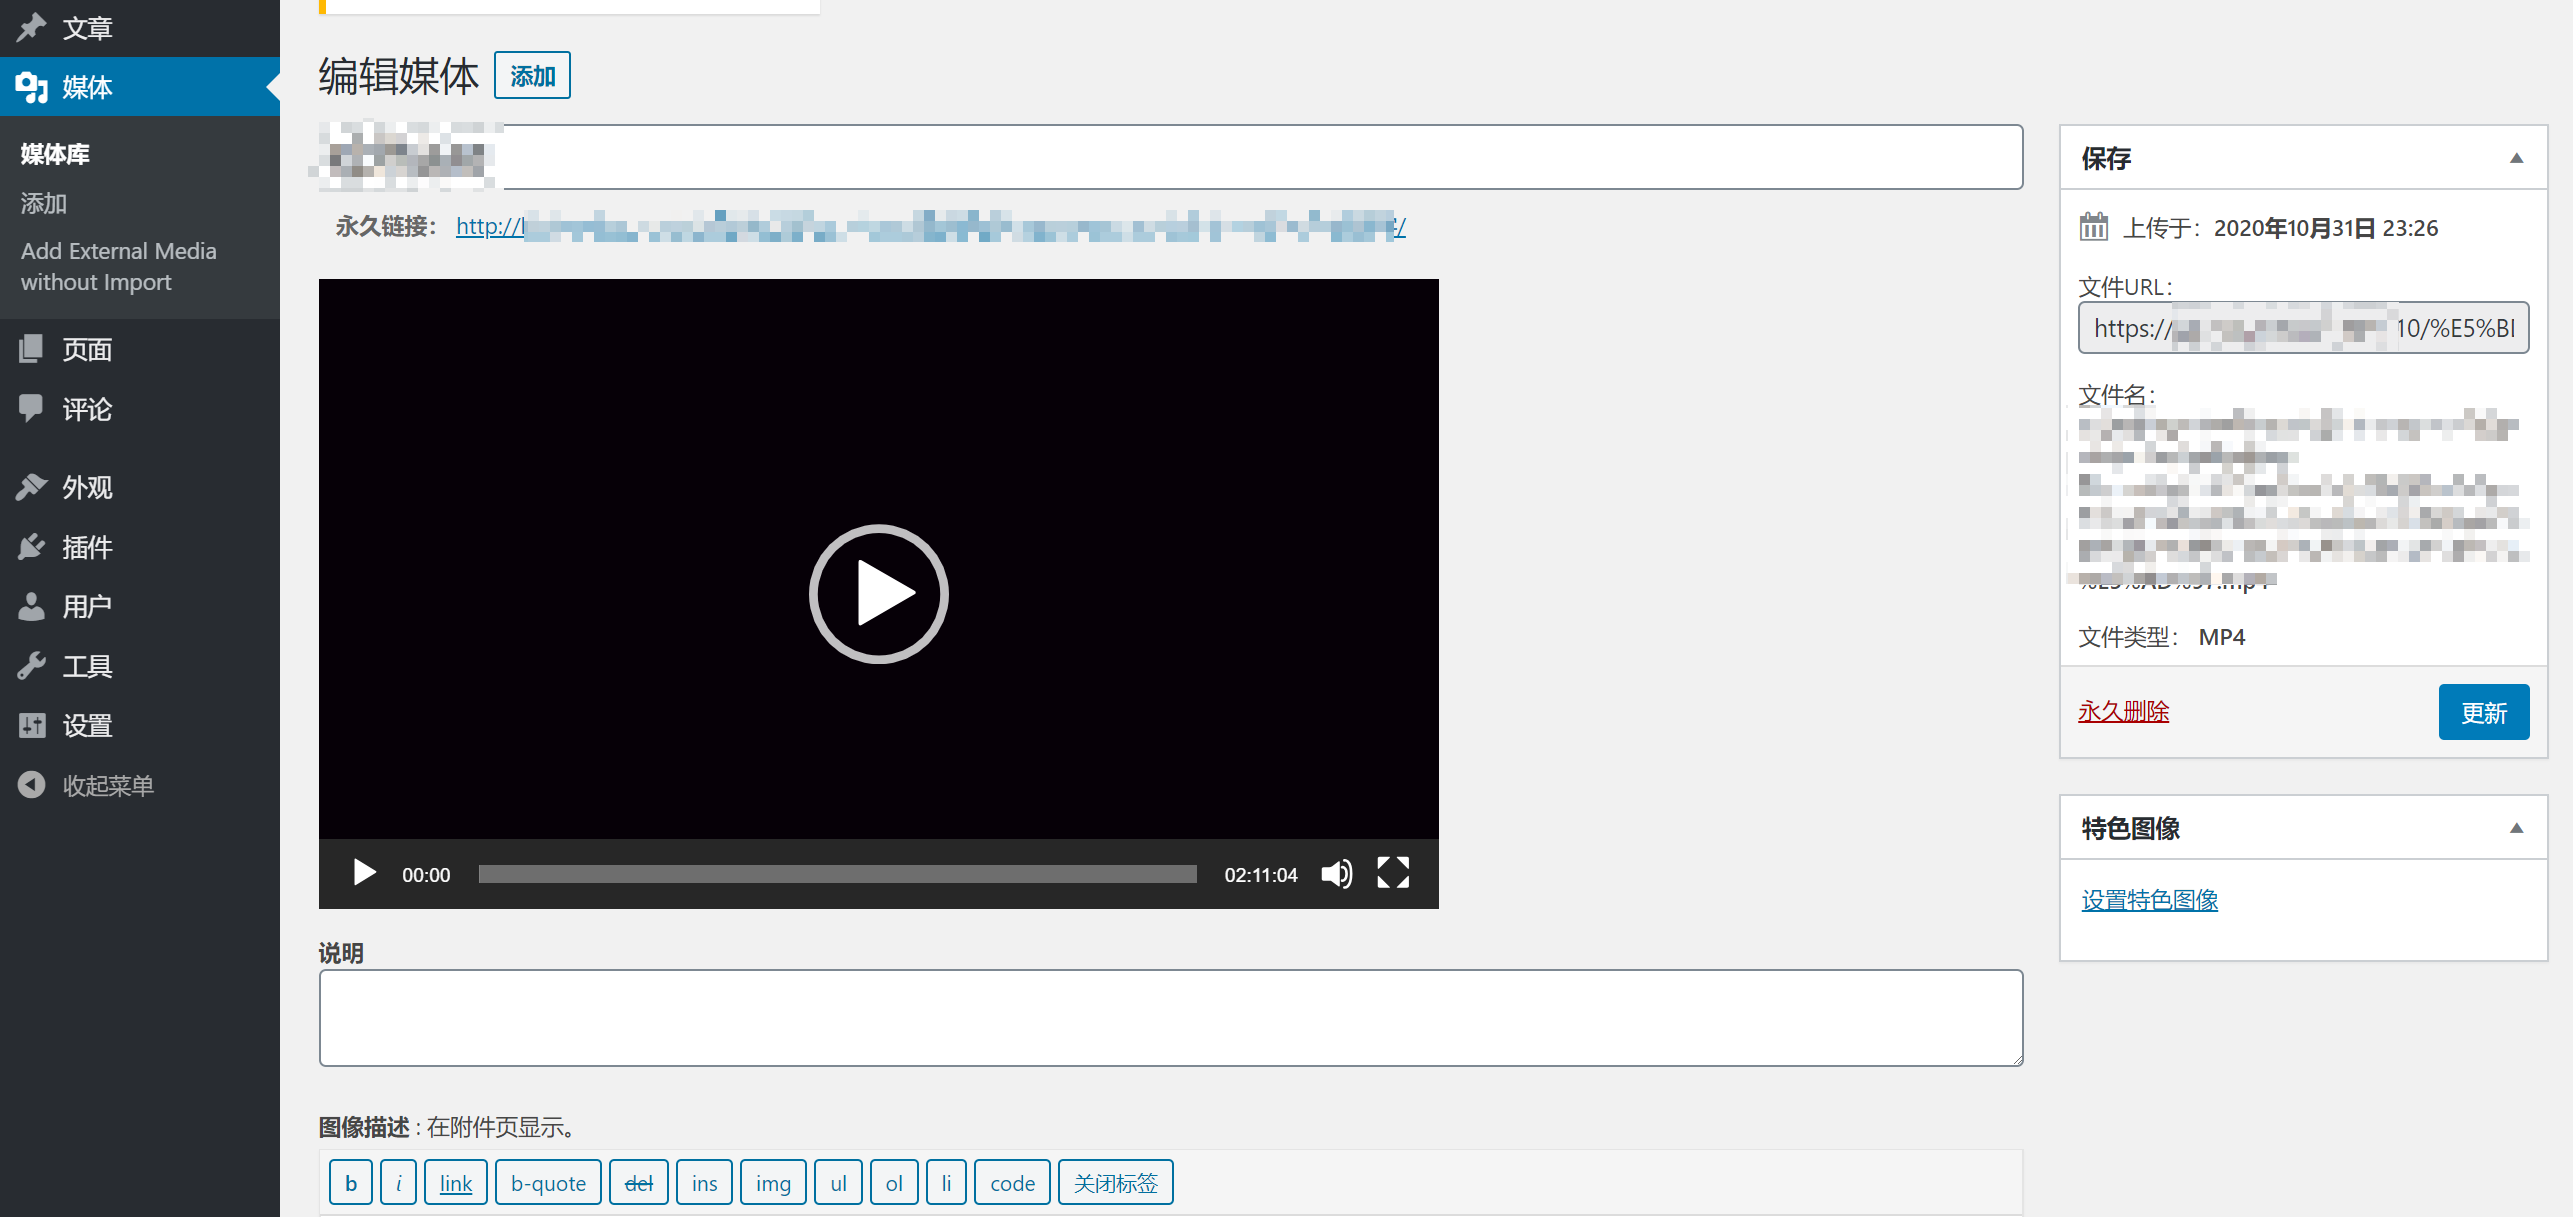 文章
媒体
媒体库
添加
Add External Media
without Import
页面
评论
外观
插件
用户
工具
设置
收起菜单
编辑媒体 添加
永久链接： http://
00:00 02:11:04
说明
图像描述 : 在附件页显示。
b i link b-quote del ins img ul ol li code 关闭标签
保存
上传于： 2020年10月31日 23:26
文件URL：
https:// 10/%E5%BI
文件名：
文件类型： MP4
永久删除 更新
特色图像
设置特色图像